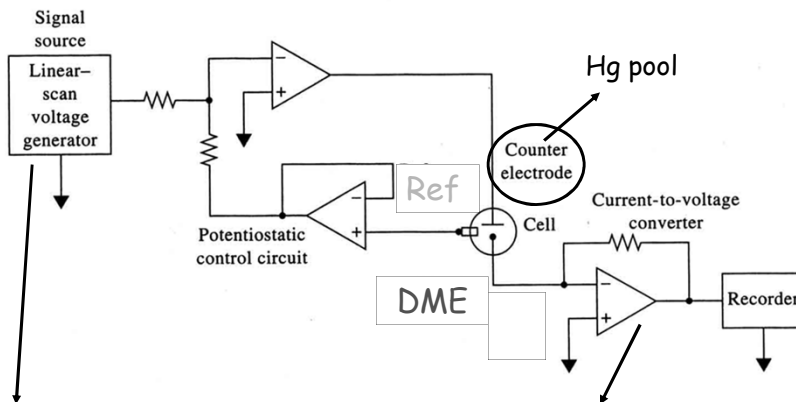 Signal
source
Linear–
scan
voltage
generator
Hg pool
Counter
electrode
Ref
Current-to-voltage
converter
Cell
Potentiostatic
control circuit
DME
Recorder
−
+
−
+
−
+